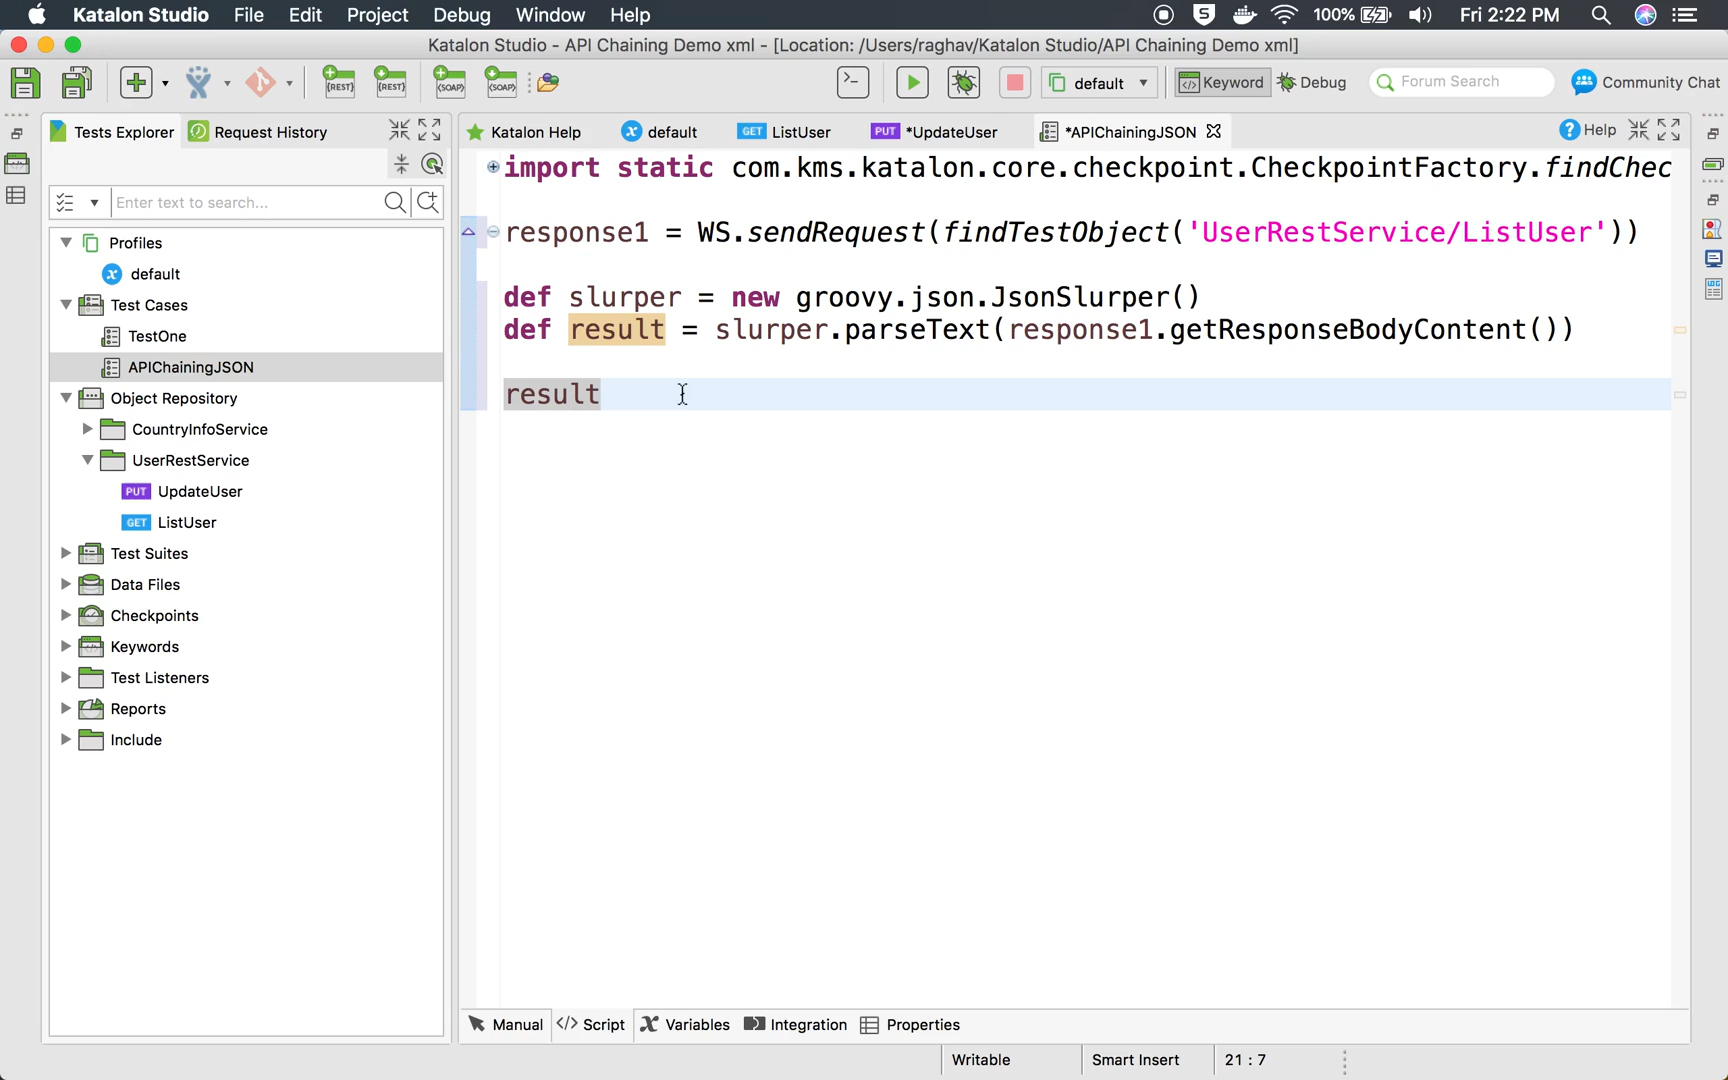 Katalon Studio File Edit Project Debug Window Help S 100% Fri 2:22 PM
Katalon Studio - API Chaining Demo xml - [Location: /Users/raghav/Katalon Studio/API Chaining Demo xml]
{REST} {REST} {SOAP} {SOAP} default Keyword Debug Forum Search Community Chat
Tests Explorer Request History
Katalon Help default GET ListUser PUT *UpdateUser *APIChainingJSON Help
Enter text to search...
Profiles
default
Test Cases
TestOne
APIChainingJSON
Object Repository
CountryInfoService
UserRestService
PUT UpdateUser
GET ListUser
Test Suites
Data Files
Checkpoints
Keywords
Test Listeners
Reports
Include
import static com.kms.katalon.core.checkpoint.CheckpointFactory.findChec
response1 = WS.sendRequest(findTestObject('UserRestService/ListUser'))
def slurper = new groovy.json.JsonSlurper()
def result = slurper.parseText(response1.getResponseBodyContent())
result
Manual </> Script Variables Integration Properties
Writable Smart Insert 21 : 7